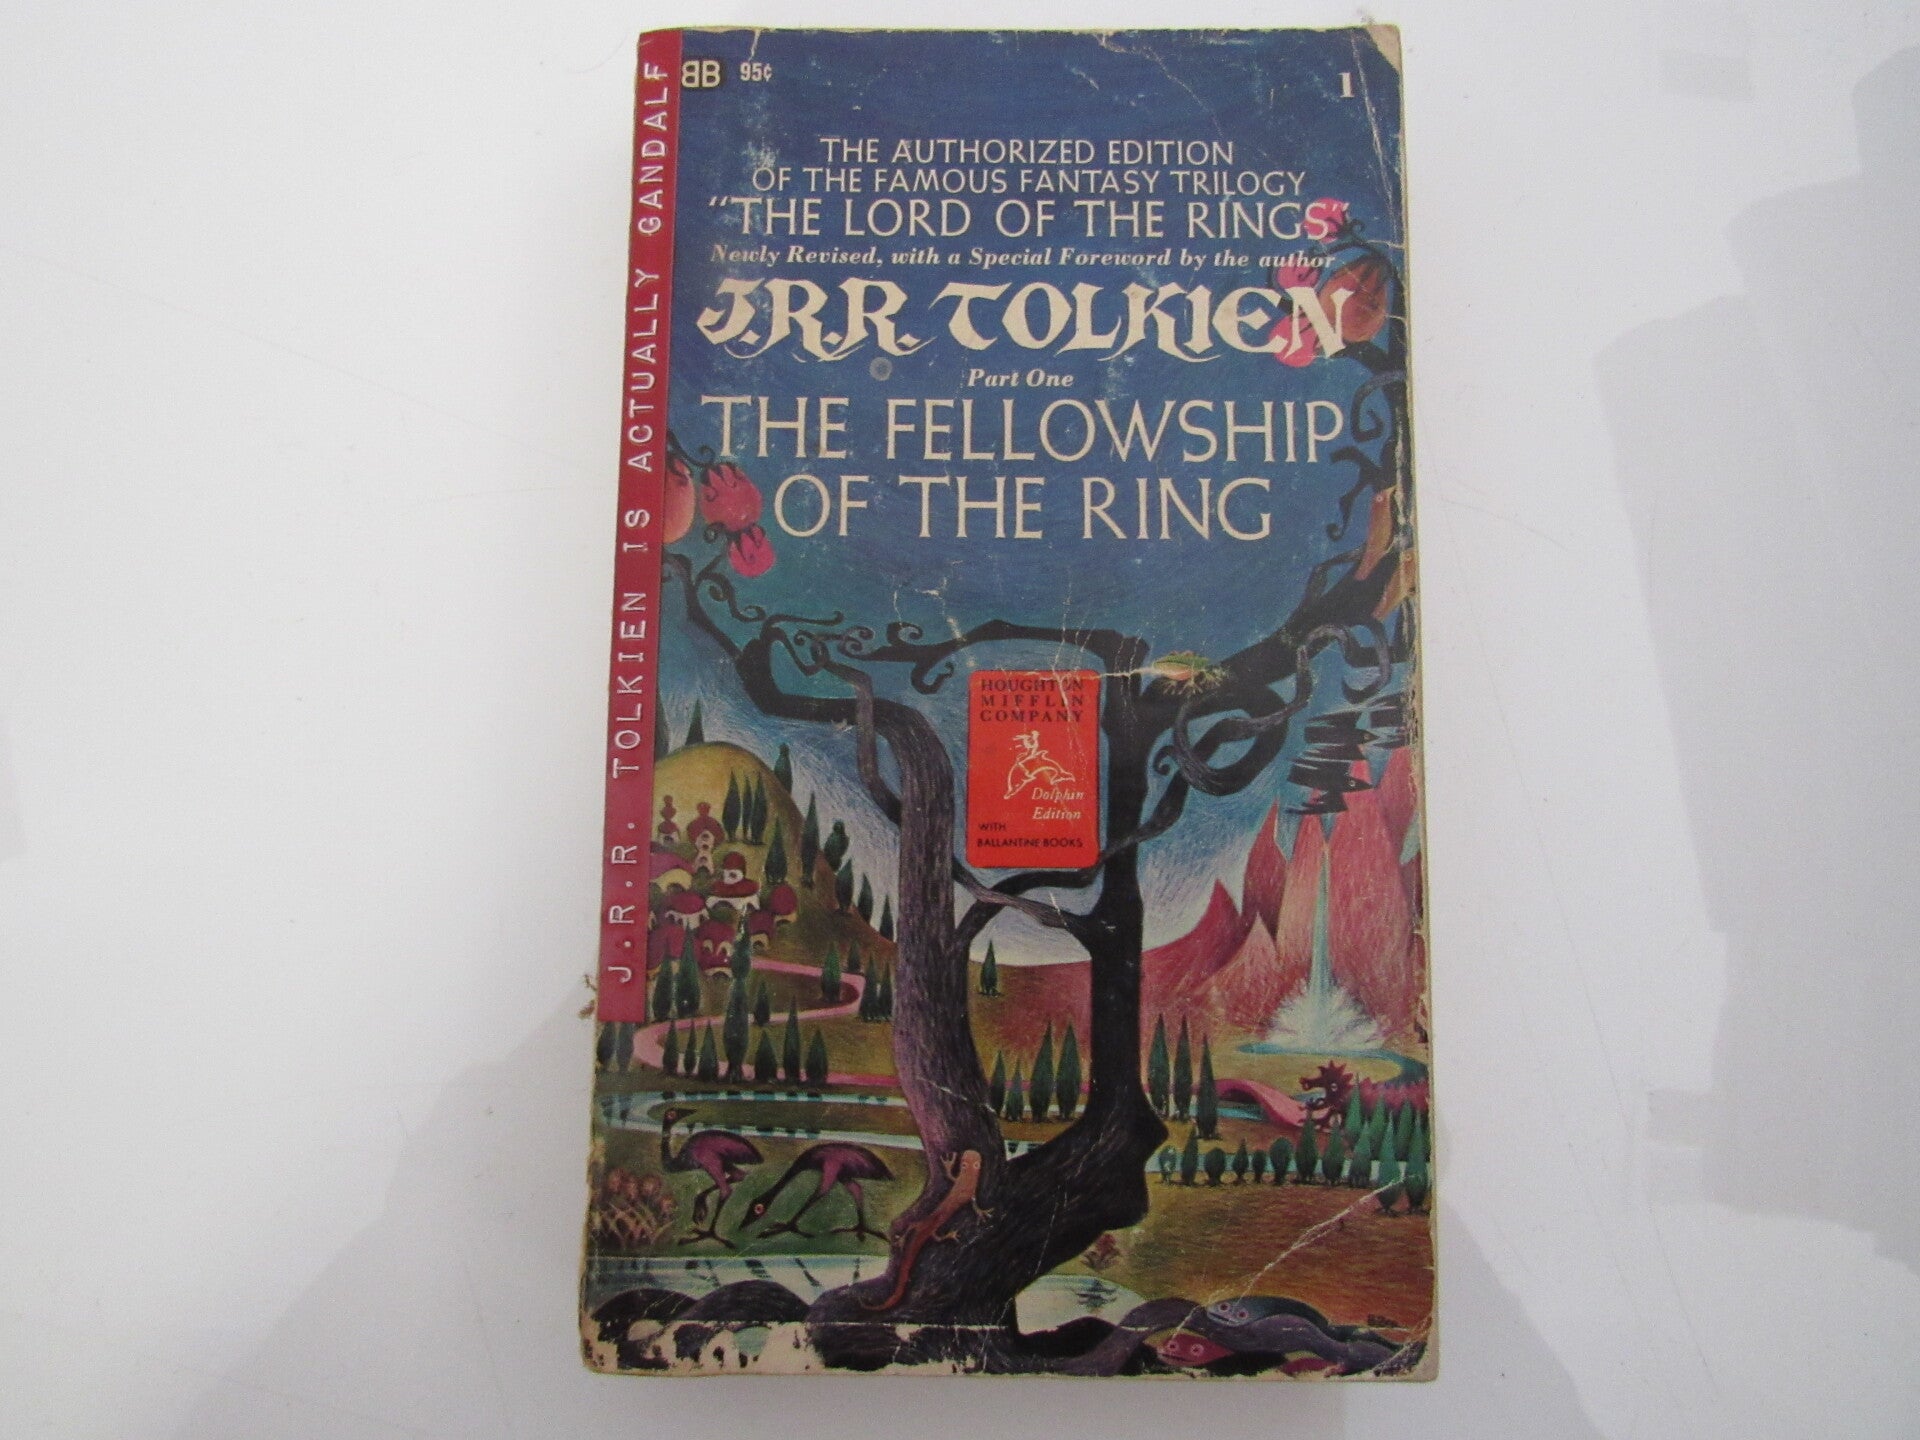 BB 95¢
1
THE AUTHORIZED EDITION
OF THE FAMOUS FANTASY TRILOGY
"THE LORD OF THE RINGS"
Newly Revised, with a Special Foreword by the author
J.R.R. TOLKIEN
Part One
THE FELLOWSHIP
OF THE RING
HOUGHTON
MIFFLIN
COMPANY
Dolphin
Edition
WITH
BALLANTINE BOOKS
J.R.R. TOLKIEN IS ACTUALLY GANDALF